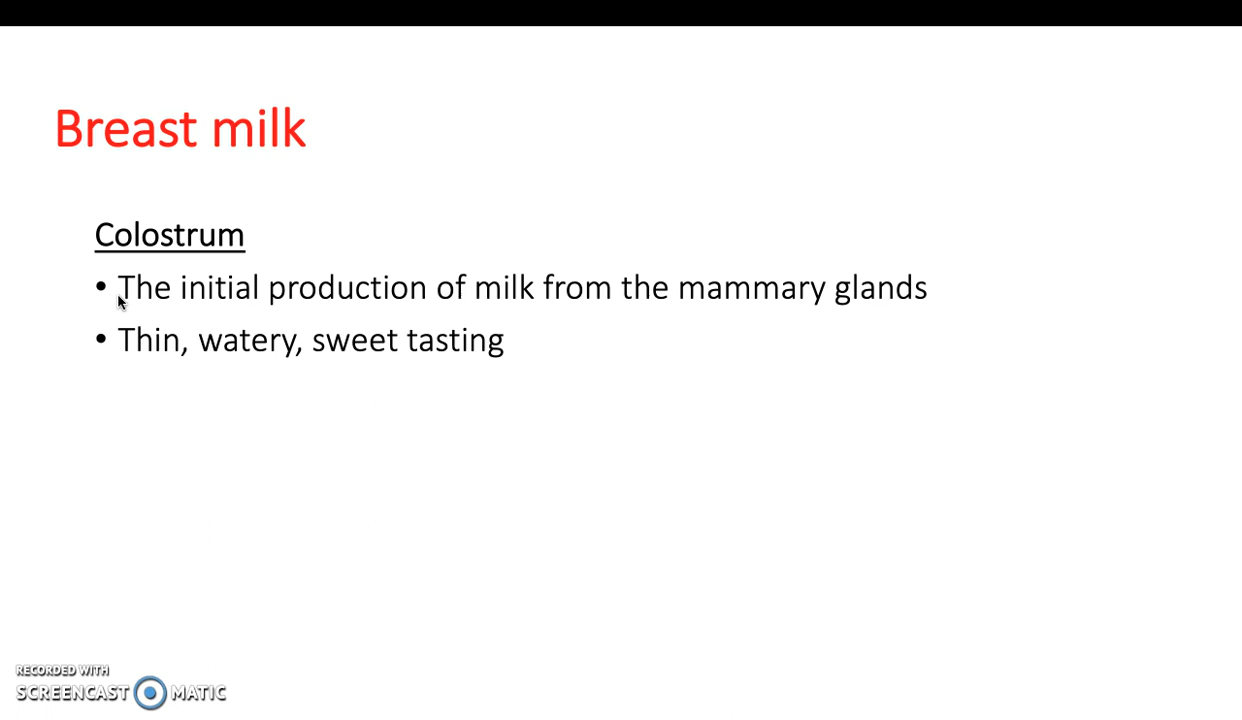 Breast milk
Colostrum
• The initial production of milk from the mammary glands
• Thin, watery, sweet tasting
RECORDED WITH
SCREENCAST MATIC